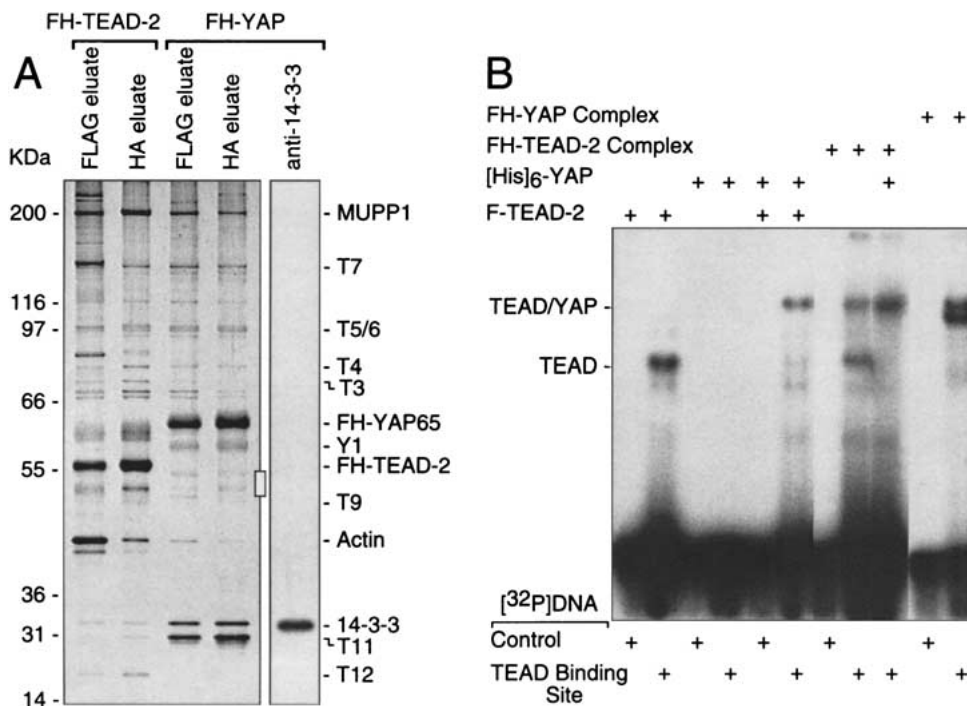 FH-TEAD-2 FH-YAP
A
KDa
FLAG eluate
HA eluate
FLAG eluate
HA eluate
anti-14-3-3
200 -
116 -
97 -
66 -
55 -
36 -
31 -
14 -
- MUPP1
- T7
- T5/6
- T4
T3
- FH-YAP65
Y1
- FH-TEAD-2
- T9
- Actin
- 14-3-3
T11
- T12
B
FH-YAP Complex + +
FH-TEAD-2 Complex + + +
[His]6-YAP + + + + +
F-TEAD-2 + + + +
TEAD/YAP -
TEAD -
[32P]DNA
Control + + + + +
TEAD Binding Site + + + + + +